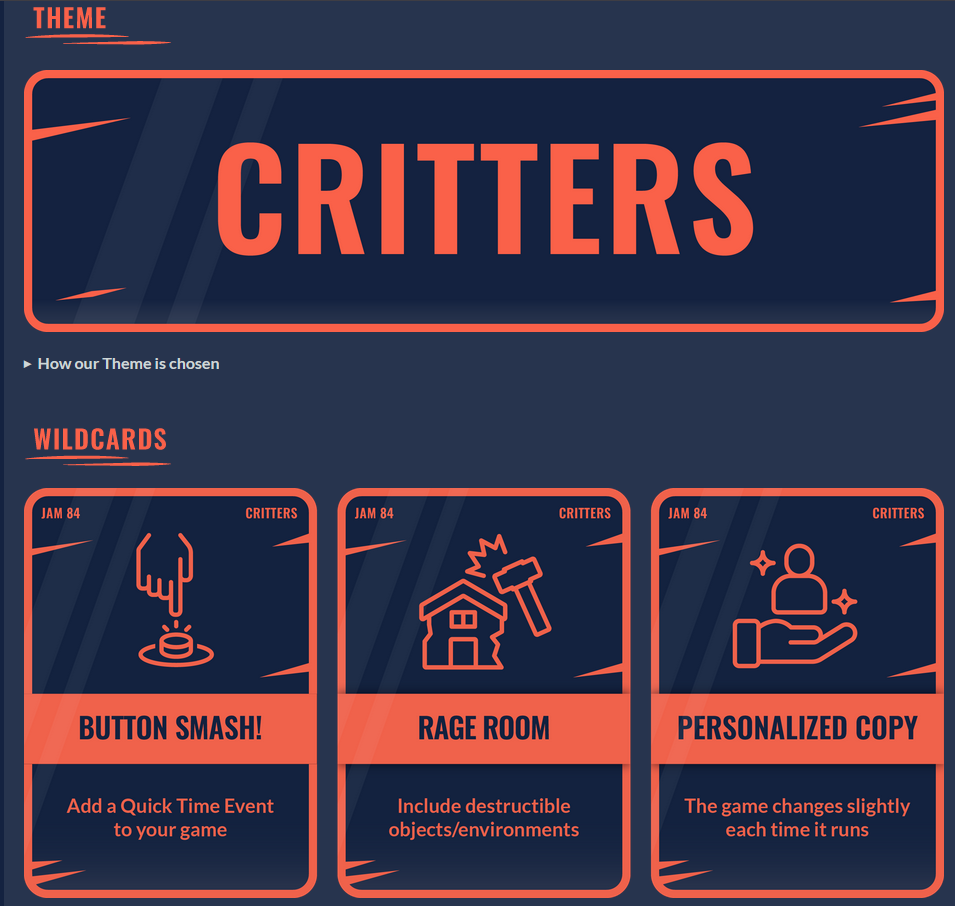 THEME
CRITTERS
▸ How our Theme is chosen
WILDCARDS
JAM 84 CRITTERS
BUTTON SMASH!
Add a Quick Time Event
to your game
JAM 84 CRITTERS
RAGE ROOM
Include destructible
objects/environments
JAM 84 CRITTERS
PERSONALIZED COPY
The game changes slightly
each time it runs